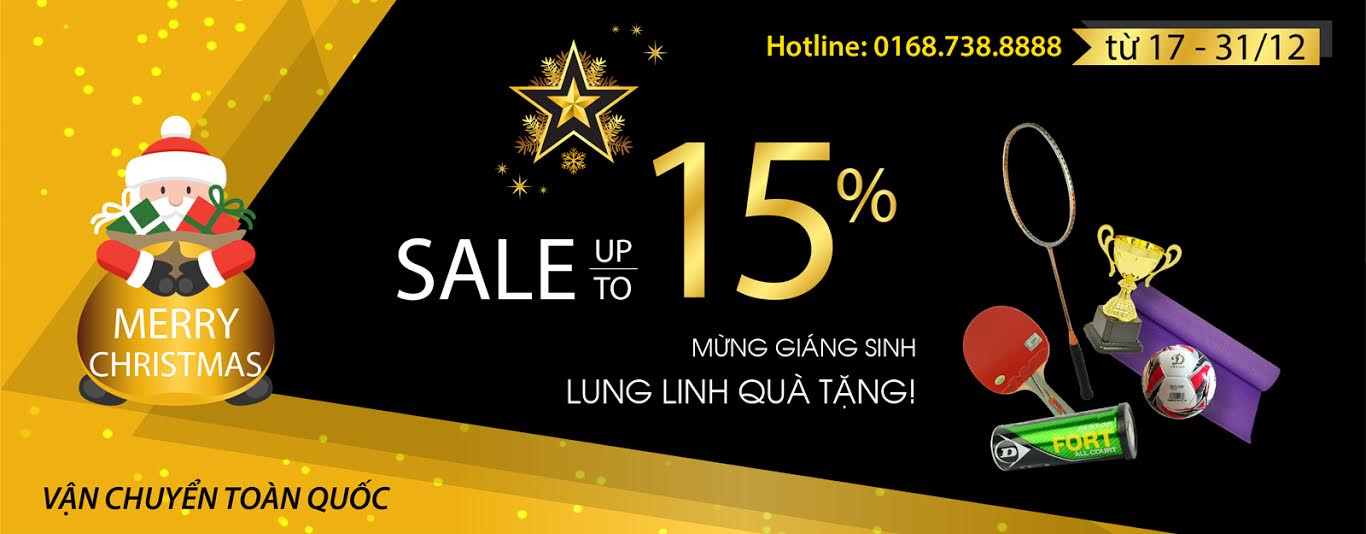 Hotline: 0168.738.8888
từ 17 - 31/12
SALE UP TO 15%
MỪNG GIÁNG SINH
LUNG LINH QUÀ TẶNG!
MERRY
CHRISTMAS
VẬN CHUYỂN TOÀN QUỐC
FORT
ALL COURT